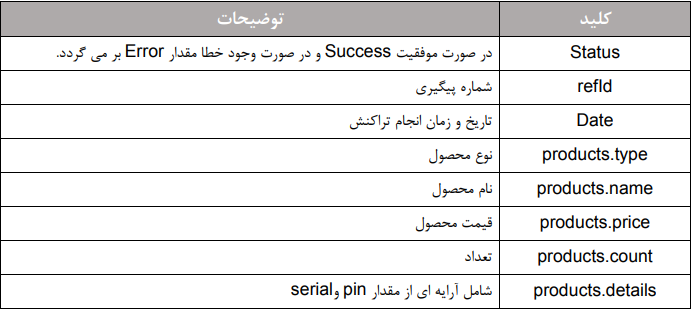 کلید توضیحات
Status در صورت موفقیت Success و در صورت وجود خطا مقدار Error بر می گردد.
refId شماره پیگیری
Date تاریخ و زمان انجام تراکنش
products.type نوع محصول
products.name نام محصول
products.price قیمت محصول
products.count تعداد
products.details شامل آرایه ای از مقدار pin وserial